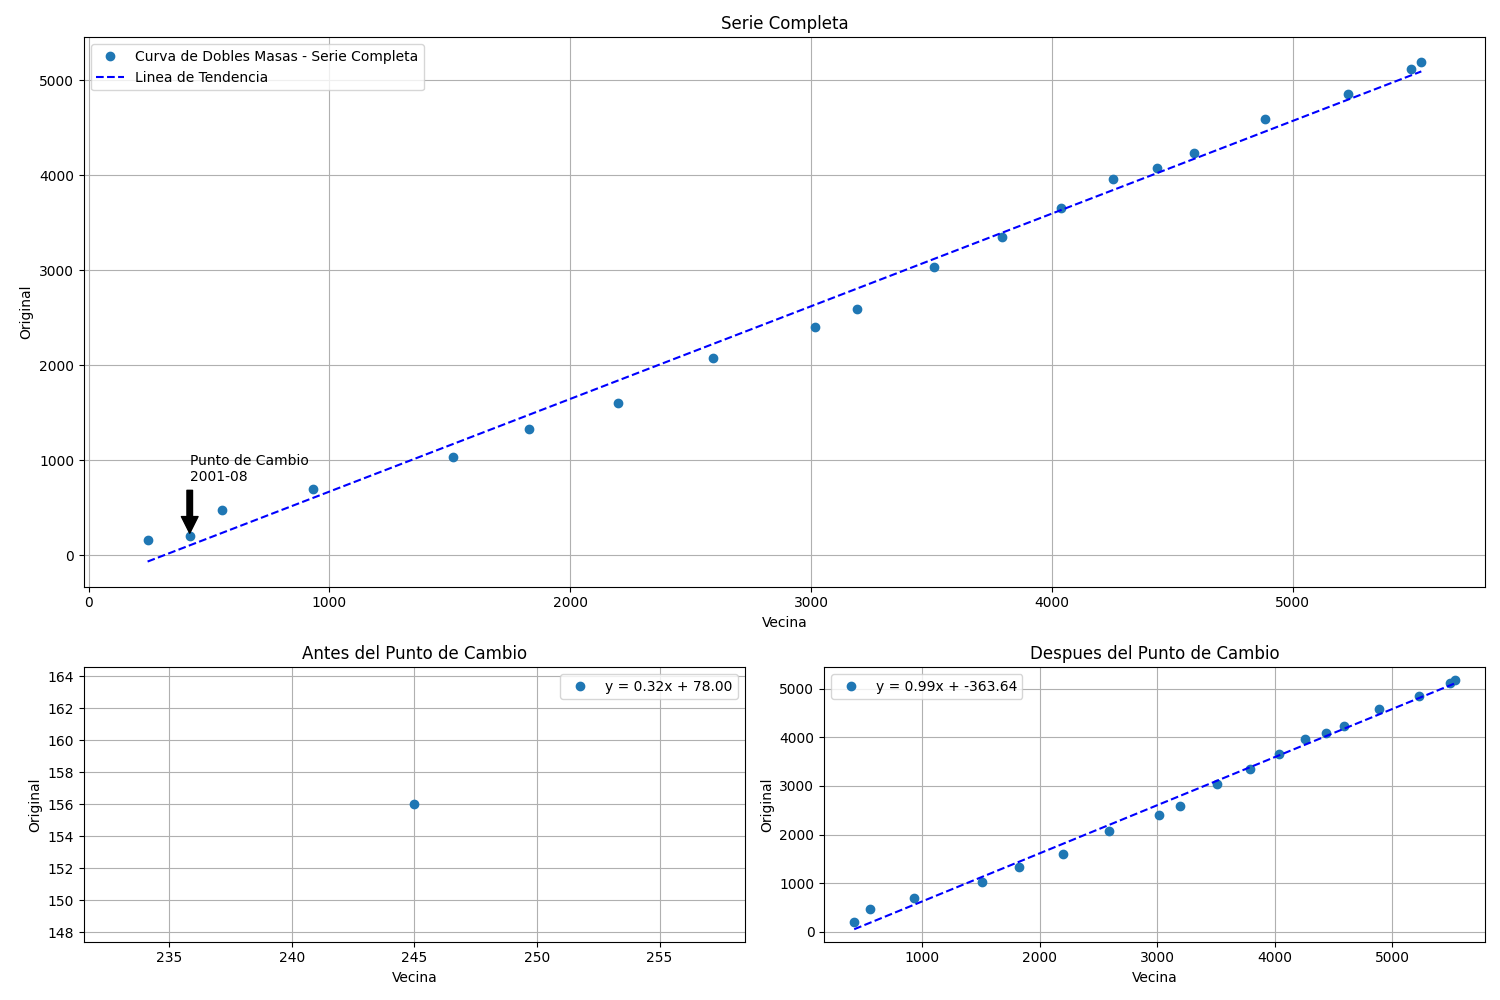 Serie Completa
Curva de Dobles Masas - Serie Completa
Linea de Tendencia
5000
4000
3000
2000
1000
0
Original
Punto de Cambio
2001-08
0 1000 2000 3000 4000 5000
Vecina
Antes del Punto de Cambio
y = 0.32x + 78.00
164
162
160
158
156
154
152
150
148
Original
235 240 245 250 255
Vecina
Despues del Punto de Cambio
y = 0.99x + -363.64
5000
4000
3000
2000
1000
0
Original
1000 2000 3000 4000 5000
Vecina